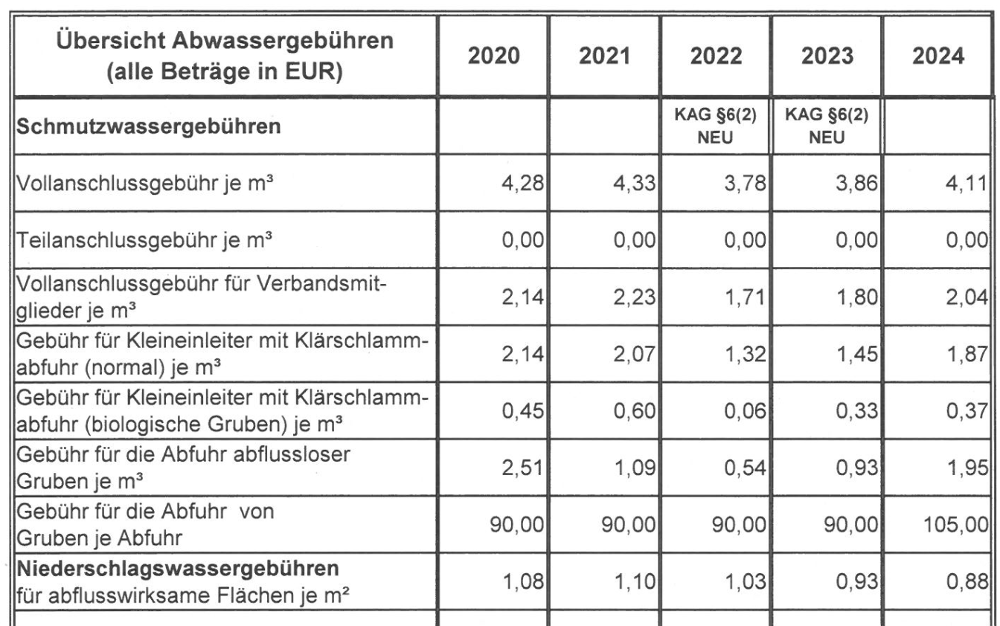 Übersicht Abwassergebühren
(alle Beträge in EUR) 2020 2021 2022 2023 2024
Schmutzwassergebühren KAG §6(2) NEU KAG §6(2) NEU
Vollanschlussgebühr je m³ 4,28 4,33 3,78 3,86 4,11
Teilanschlussgebühr je m³ 0,00 0,00 0,00 0,00 0,00
Vollanschlussgebühr für Verbandsmit-
glieder je m³ 2,14 2,23 1,71 1,80 2,04
Gebühr für Kleineinleiter mit Klärschlamm-
abfuhr (normal) je m³ 2,14 2,07 1,32 1,45 1,87
Gebühr für Kleineinleiter mit Klärschlamm-
abfuhr (biologische Gruben) je m³ 0,45 0,60 0,06 0,33 0,37
Gebühr für die Abfuhr abflussloser
Gruben je m³ 2,51 1,09 0,54 0,93 1,95
Gebühr für die Abfuhr von
Gruben je Abfuhr 90,00 90,00 90,00 90,00 105,00
Niederschlagswassergebühren
für abflusswirksame Flächen je m² 1,08 1,10 1,03 0,93 0,88